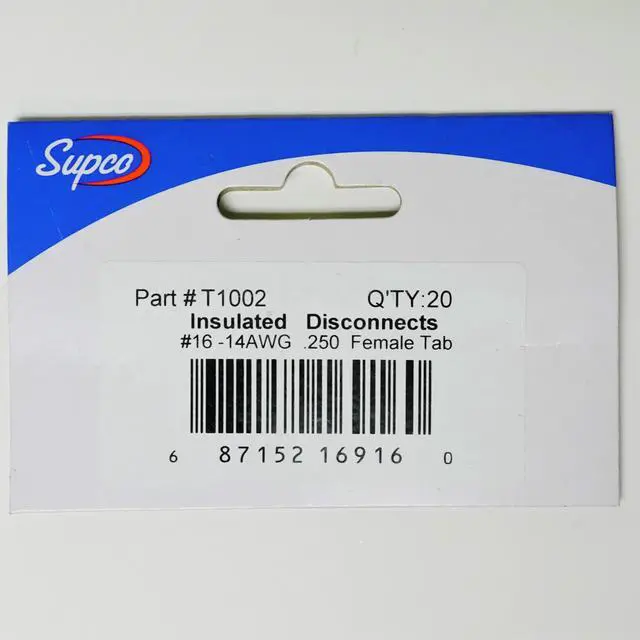 Supco
Part # T1002 Q'TY:20
Insulated Disconnects
#16 -14AWG .250 Female Tab
6 87152 16916 0